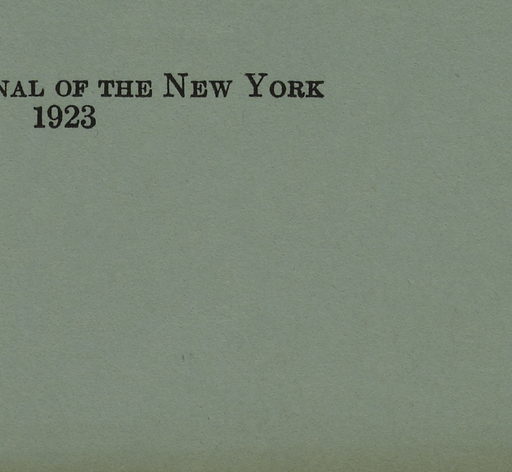 NAL OF THE NEW YORK
1923